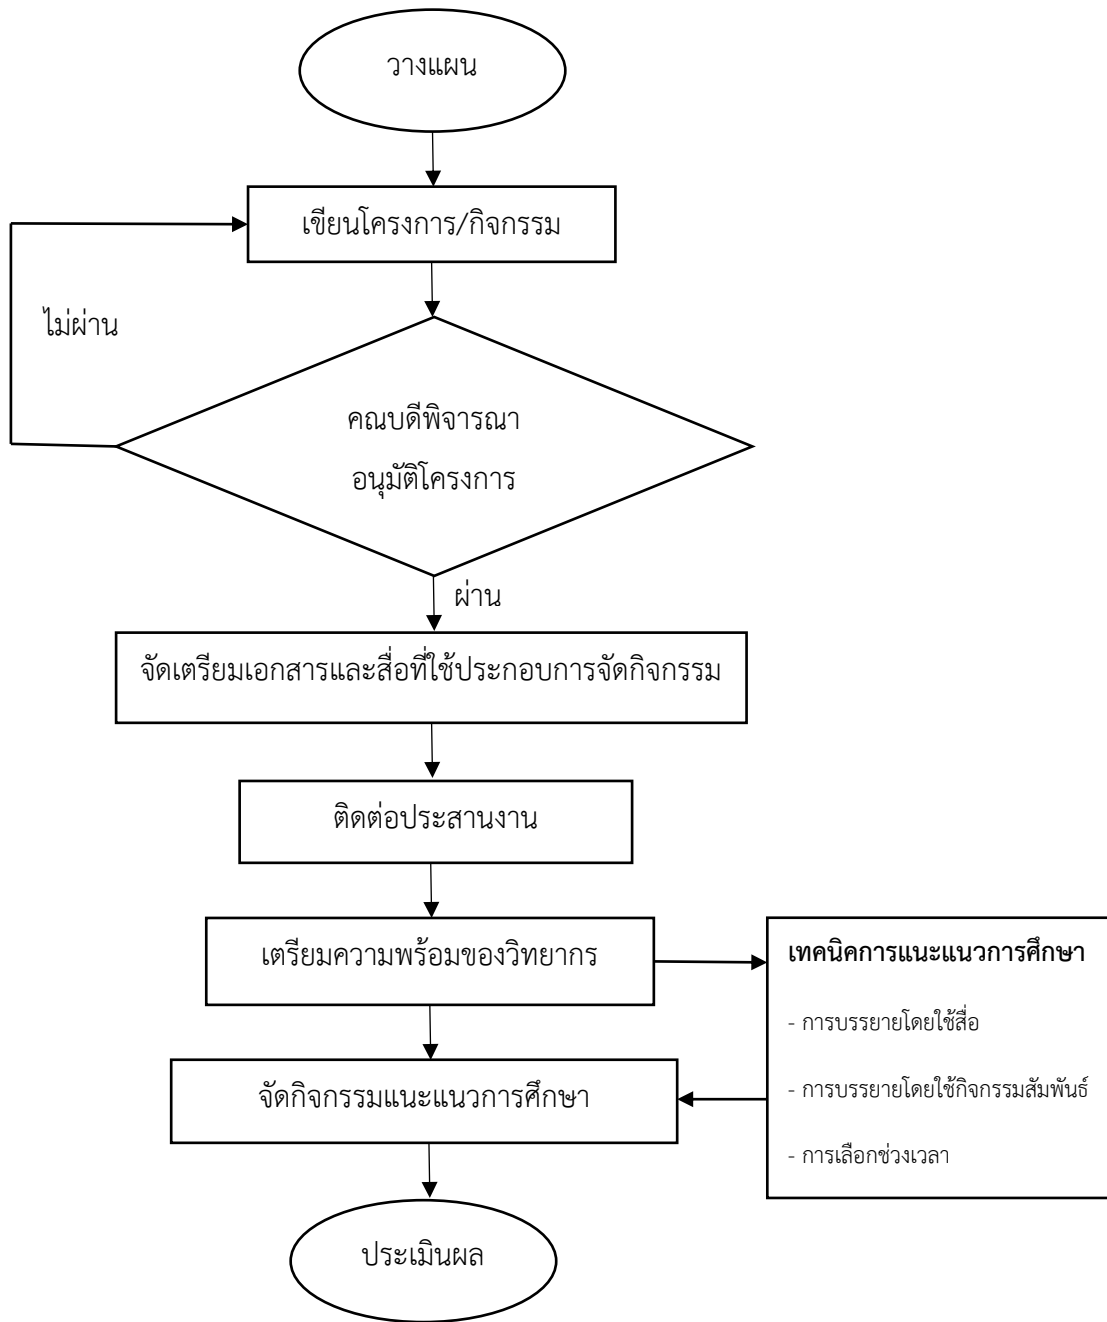 วางแผน
เขียนโครงการ/กิจกรรม
ไม่ผ่าน
คณบดีพิจารณา
อนุมัติโครงการ
ผ่าน
จัดเตรียมเอกสารและสื่อที่ใช้ประกอบการจัดกิจกรรม
ติดต่อประสานงาน
เตรียมความพร้อมของวิทยากร
เทคนิคการแนะแนวการศึกษา
- การบรรยายโดยใช้สื่อ
- การบรรยายโดยใช้กิจกรรมสัมพันธ์
- การเลือกช่วงเวลา
จัดกิจกรรมแนะแนวการศึกษา
ประเมินผล